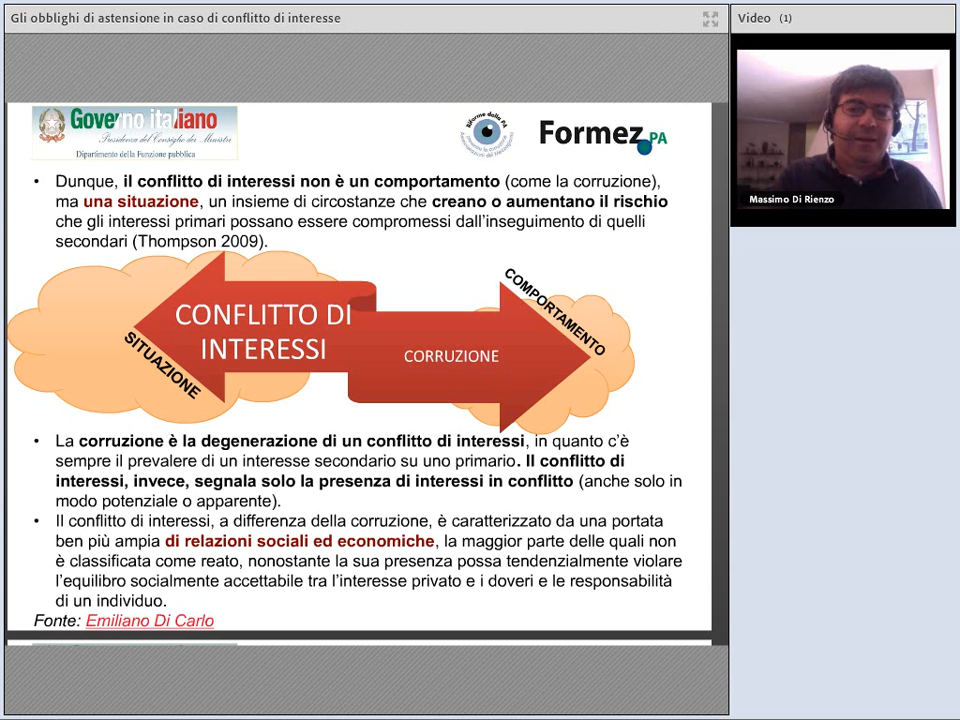 Gli obblighi di astensione in caso di conflitto di interesse
Video (1)
Massimo Di Rienzo
Governo italiano
Presidenza del Consiglio dei Ministri
Dipartimento della Funzione pubblica
Riforme della PA
Formez PA
• Dunque, il conflitto di interessi non è un comportamento (come la corruzione),
ma una situazione, un insieme di circostanze che creano o aumentano il rischio
che gli interessi primari possano essere compromessi dall'inseguimento di quelli
secondari (Thompson 2009).
CONFLITTO DI
INTERESSI
SITUAZIONE
CORRUZIONE
COMPORTAMENTO
• La corruzione è la degenerazione di un conflitto di interessi, in quanto c'è
sempre il prevalere di un interesse secondario su uno primario. Il conflitto di
interessi, invece, segnala solo la presenza di interessi in conflitto (anche solo in
modo potenziale o apparente).
• Il conflitto di interessi, a differenza della corruzione, è caratterizzato da una portata
ben più ampia di relazioni sociali ed economiche, la maggior parte delle quali non
è classificata come reato, nonostante la sua presenza possa tendenzialmente violare
l'equilibrio socialmente accettabile tra l'interesse privato e i doveri e le responsabilità
di un individuo.
Fonte: Emiliano Di Carlo